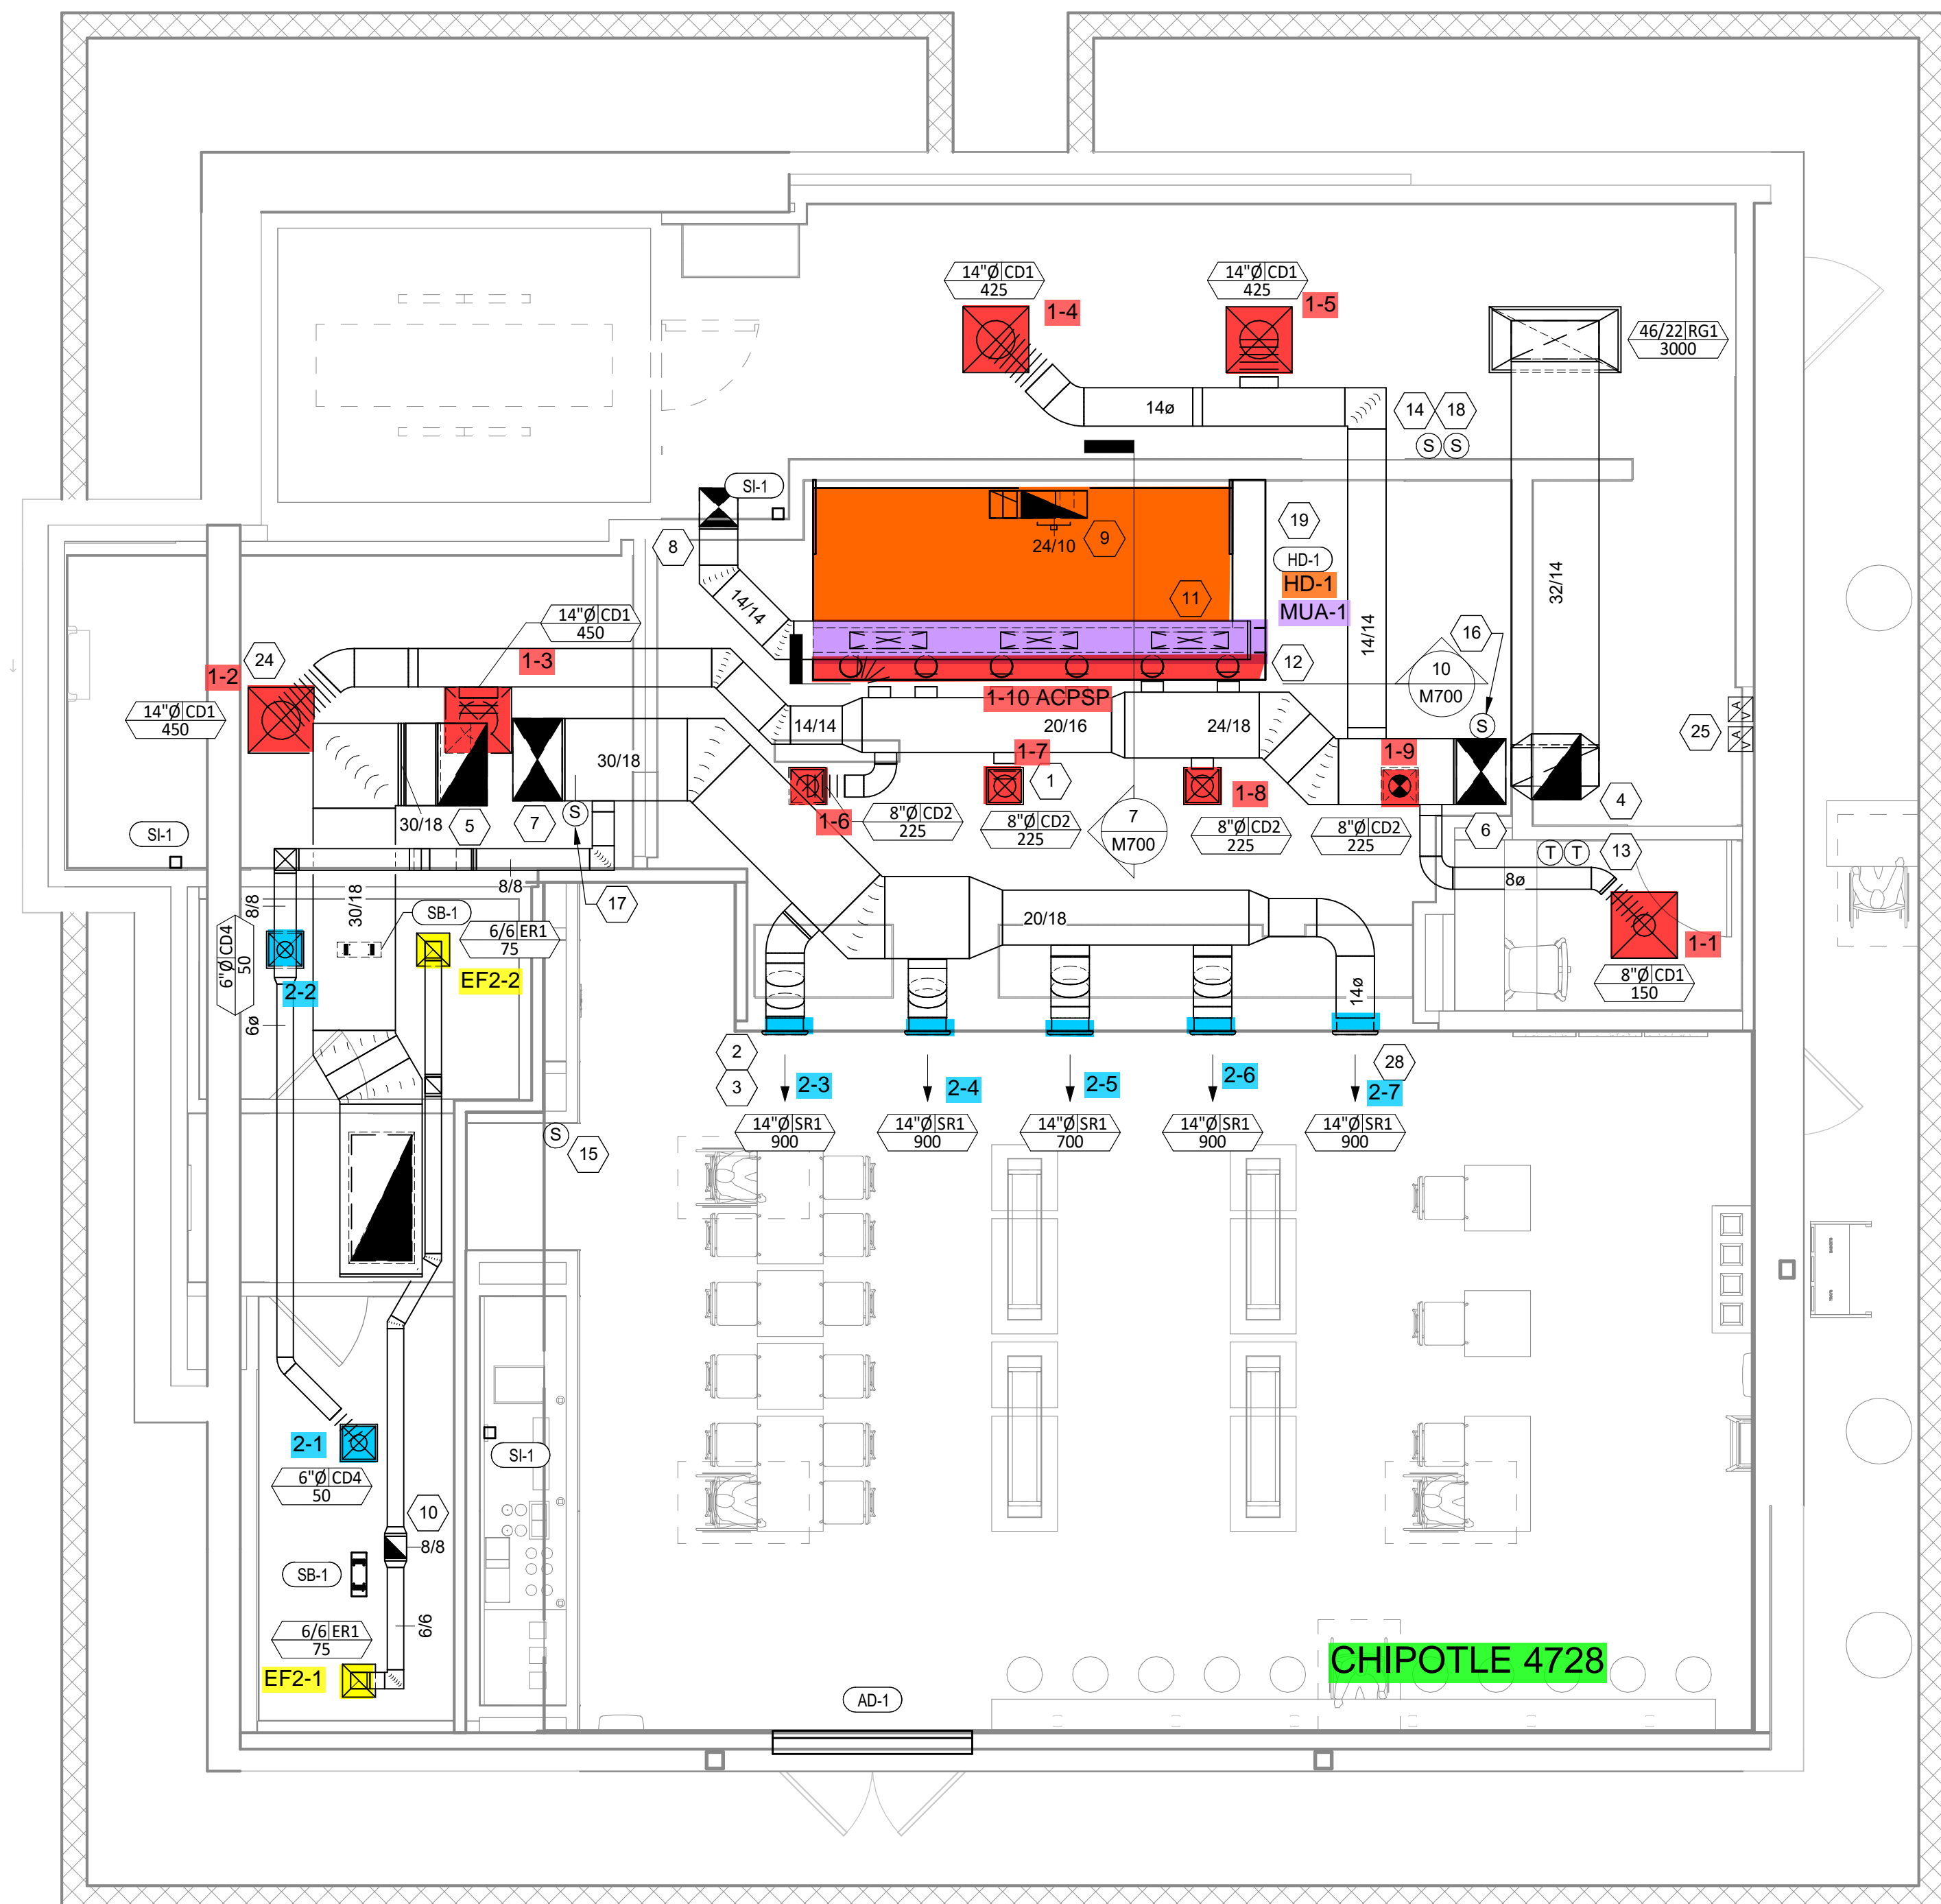 14"Ø CD1
425
1-4
14"Ø CD1
425
1-5
46/22 RG1
3000
14ø
14
18
S
S
SI-1
8
24/10
9
19
HD-1
HD-1
11
MUA-1
14/14
14/14
32/14
16
12
10
M700
14"Ø CD1
450
1-3
24
1-2
14"Ø CD1
450
1-10 ACPSP
14/14
20/16
24/18
S
A
V
A
V
25
30/18
1-7
1-9
1
1-8
4
30/18
5
7
S
1-6
8"Ø CD2
225
8"Ø CD2
225
7
M700
8"Ø CD2
225
8"Ø CD2
225
6
SI-1
T
T
13
8/8
8ø
17
8/8
30/18
SB-1
6/6 ER1
75
20/18
6"Ø CD4
50
EF2-2
2-2
1-1
8"Ø CD1
150
14ø
6ø
2
3
28
2-3
2-4
2-5
2-6
2-7
14"Ø SR1
900
14"Ø SR1
900
14"Ø SR1
700
14"Ø SR1
900
14"Ø SR1
900
S
15
2-1
6"Ø CD4
50
SI-1
10
8/8
SB-1
6/6
6/6 ER1
75
EF2-1
CHIPOTLE 4728
AD-1